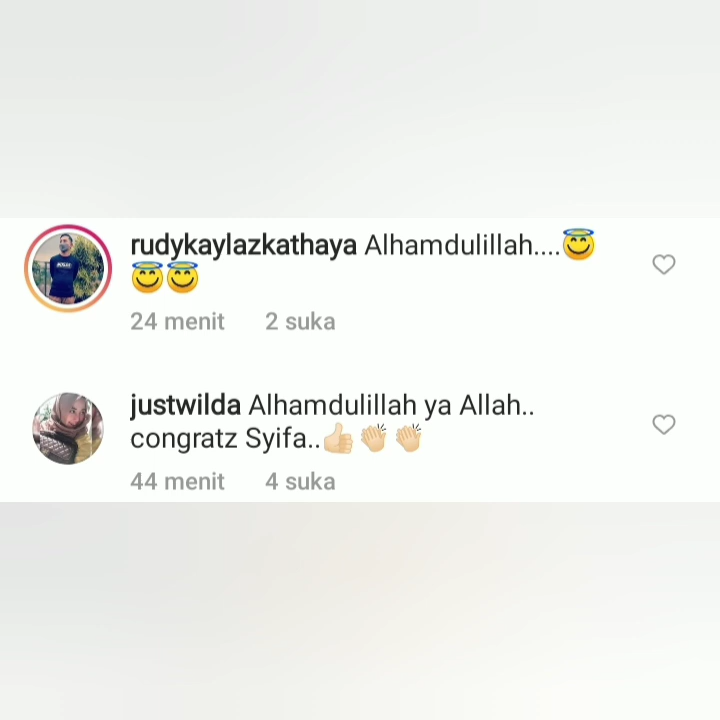 rudykaylazkathaya Alhamdulillah....😇
😇😇
24 menit 2 suka
justwilda Alhamdulillah ya Allah..
congratz Syifa..👍🏻👏🏻👏🏻
44 menit 4 suka